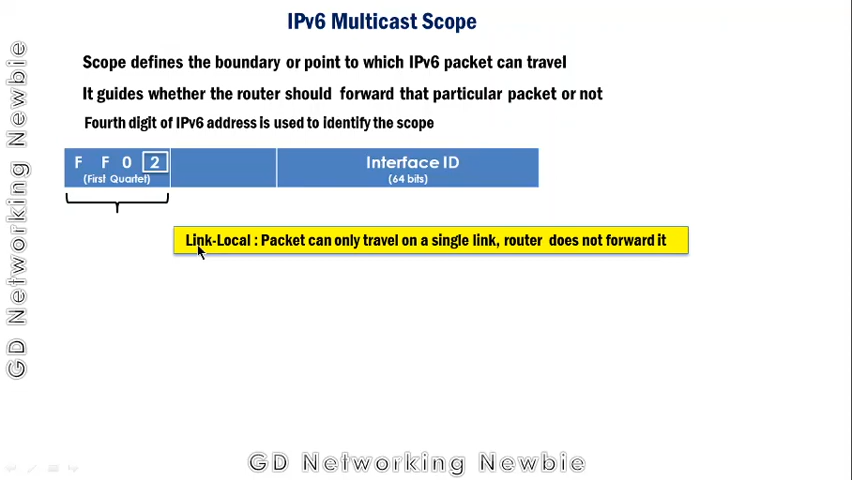 IPv6 Multicast Scope
Scope defines the boundary or point to which IPv6 packet can travel
It guides whether the router should forward that particular packet or not
Fourth digit of IPv6 address is used to identify the scope
F F 0 2
(First Quartet)
Interface ID
(64 bits)
Link-Local : Packet can only travel on a single link, router does not forward it
GD Networking Newbie
GD Networking Newbie